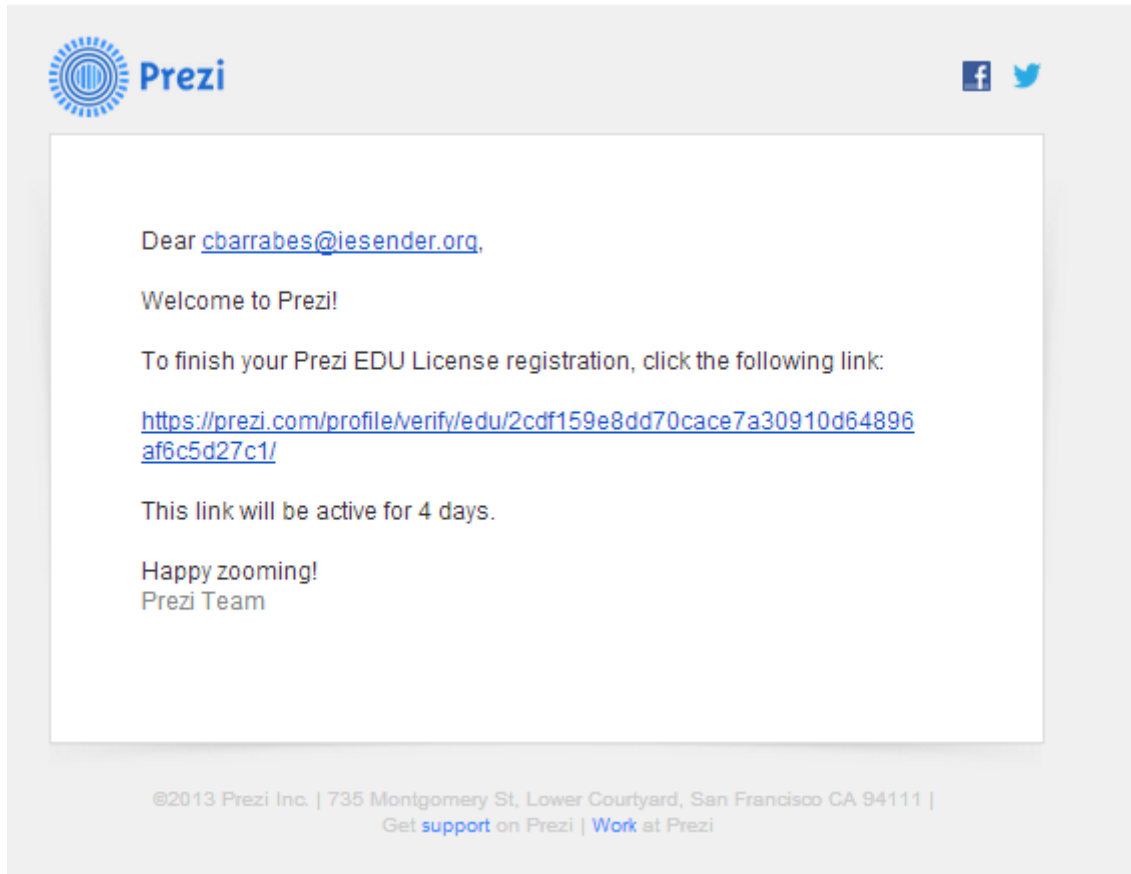 Prezi
Dear cbarrabes@iesender.org,
Welcome to Prezi!
To finish your Prezi EDU License registration, click the following link:
https://prezi.com/profile/verify/edu/2cdf159e8dd70cace7a30910d64896
af6c5d27c1/
This link will be active for 4 days.
Happy zooming!
Prezi Team
©2013 Prezi Inc. | 735 Montgomery St, Lower Courtyard, San Francisco CA 94111 |
Get support on Prezi | Work at Prezi